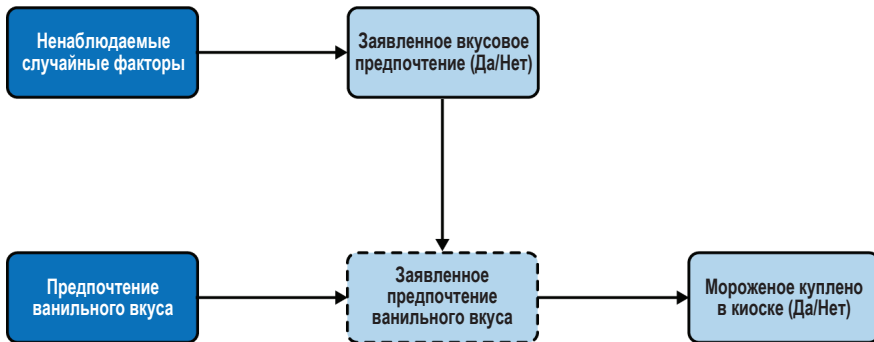 Ненаблюдаемые
случайные факторы
Заявленное вкусовое
предпочтение (Да/Нет)
Предпочтение
ванильного вкуса
Заявленное
предпочтение
ванильного вкуса
Мороженое куплено
в киоске (Да/Нет)